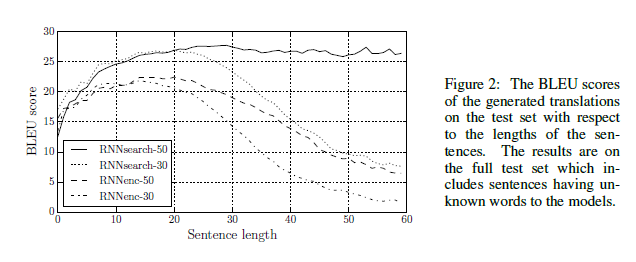 30
25
20
15
10
5
0
BLEU score
RNNsearch-50
RNNsearch-30
RNNenc-50
RNNenc-30
0 10 20 30 40 50 60
Sentence length
Figure 2: The BLEU scores
of the generated translations
on the test set with respect
to the lengths of the sen-
tences. The results are on
the full test set which in-
cludes sentences having un-
known words to the models.